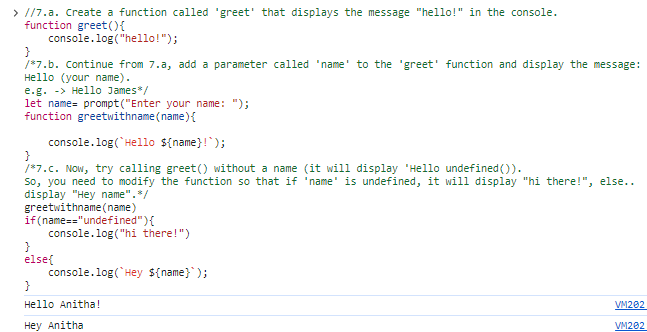 > //7.a. Create a function called 'greet' that displays the message "hello!" in the console.
function greet(){
    console.log("hello!");
}
/*7.b. Continue from 7.a, add a parameter called 'name' to the 'greet' function and display the message:
Hello (your name).
e.g. -> Hello James*/
let name= prompt("Enter your name: ");
function greetwithname(name){

    console.log(`Hello ${name}!`);
}
/*7.c. Now, try calling greet() without a name (it will display 'Hello undefined()).
So, you need to modify the function so that if 'name' is undefined, it will display "hi there!", else..
display "Hey name".*/
greetwithname(name)
if(name=="undefined"){
    console.log("hi there!")
}
else{
    console.log(`Hey ${name}`);
}
Hello Anitha! VM202
Hey Anitha VM202